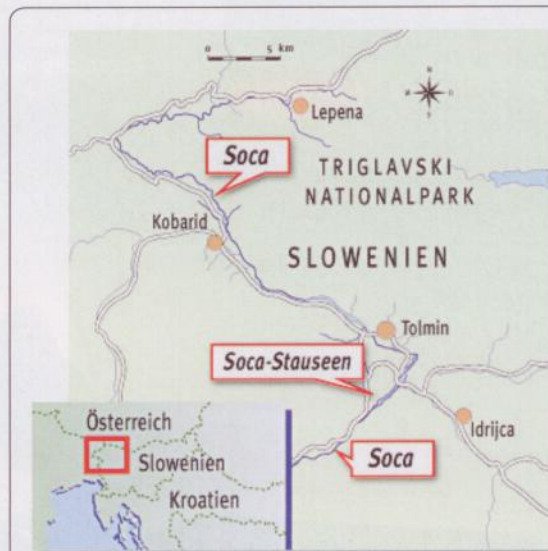 0 5 km
N
W O
S
Lepena
Soca
TRIGLAVSKI
NATIONALPARK
Kobarid
SLOWENIEN
Tolmin
Soca-Stauseen
Idrijca
Soca
Österreich
Slowenien
Kroatien